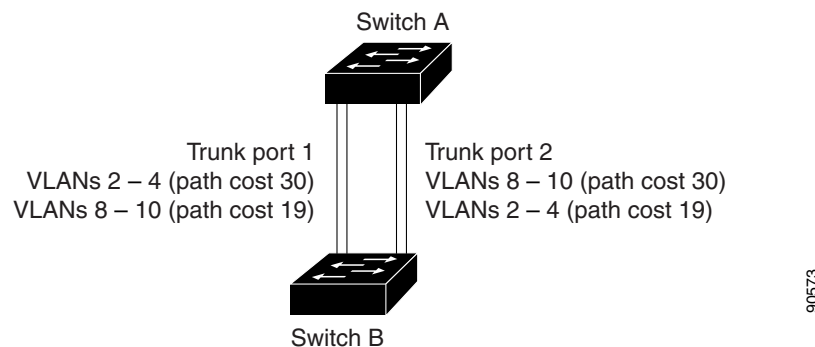 Switch A
Trunk port 1
VLANs 2 – 4 (path cost 30)
VLANs 8 – 10 (path cost 19)
Trunk port 2
VLANs 8 – 10 (path cost 30)
VLANs 2 – 4 (path cost 19)
Switch B
90573